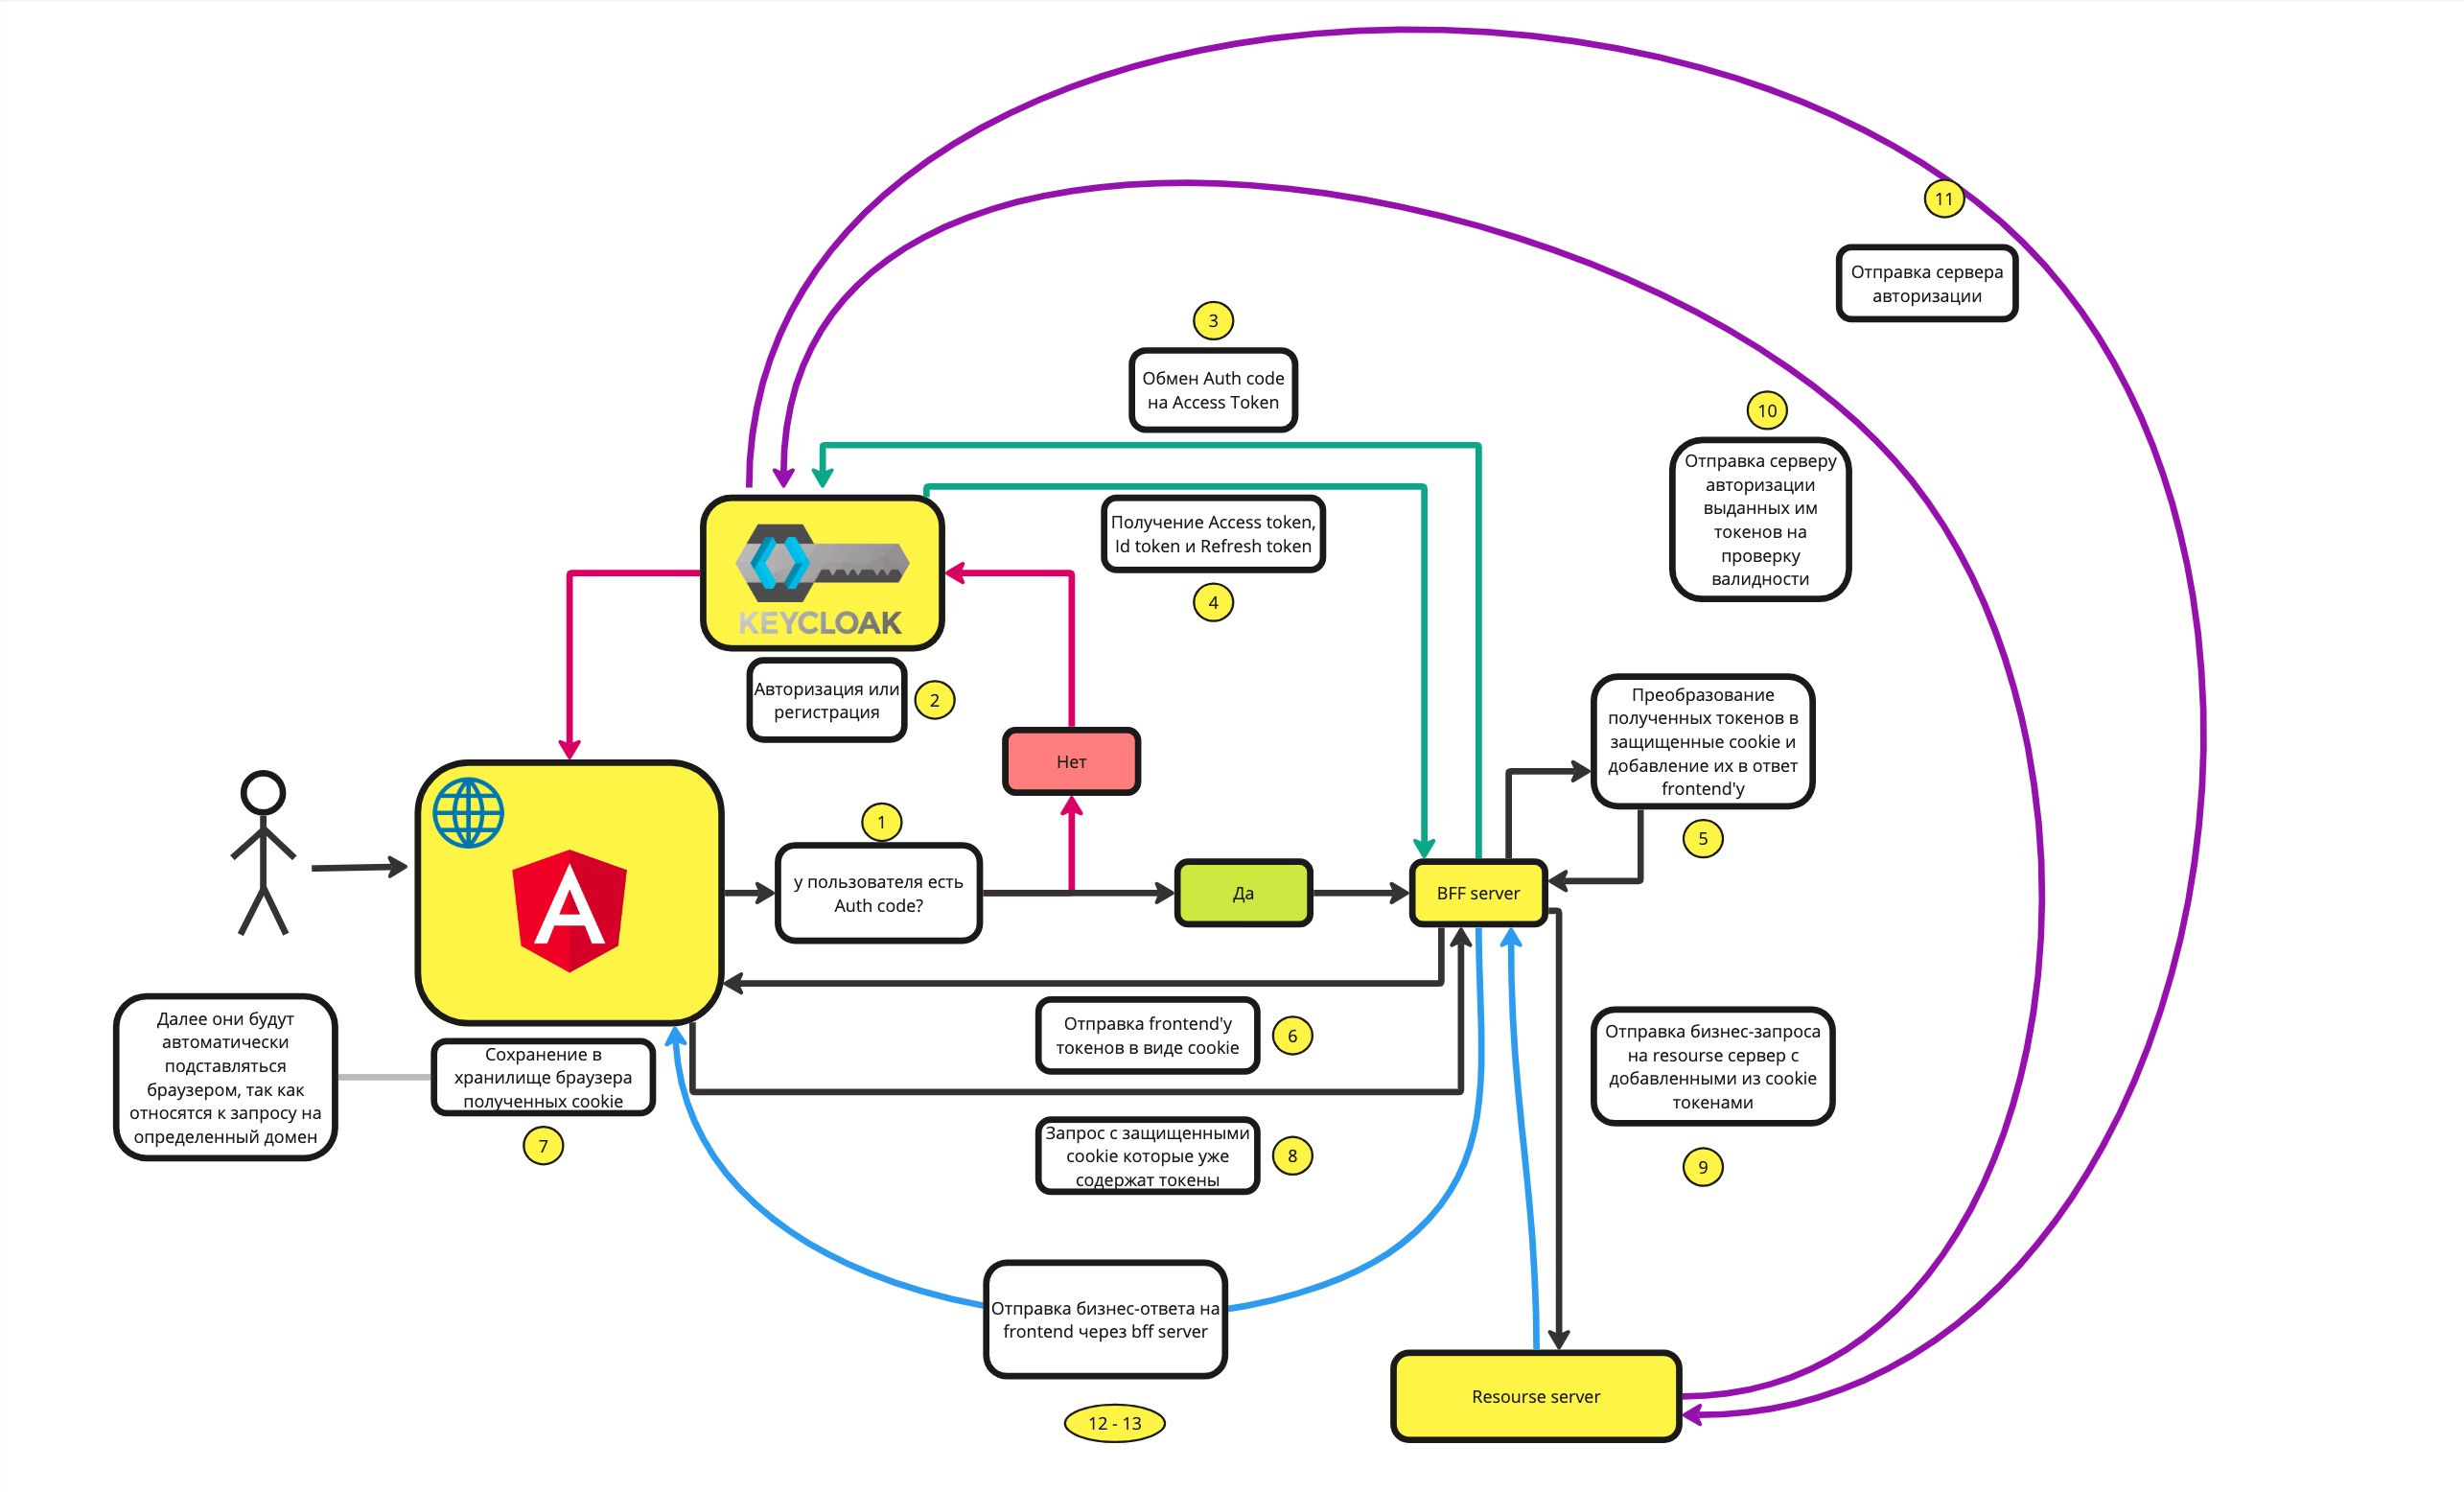 11
Отправка сервера
авторизации
3
Обмен Auth code
на Access Token
10
Отправка серверу
авторизации
выданных им
токенов на
проверку
валидности
Получение Access token,
Id token и Refresh token
4
KEYCLOAK
Авторизация или
регистрация
2
Нет
Преобразование
полученных токенов в
защищенные cookie и
добавление их в ответ
frontend'у
5
1
у пользователя есть
Auth code?
Да
BFF server
Далее они будут
автоматически
подставляться
браузером, так как
относятся к запросу на
определенный домен
Сохранение в
хранилище браузера
полученных cookie
7
Отправка frontend'у
токенов в виде cookie
6
Отправка бизнес-запроса
на resourse сервер с
добавленными из cookie
токенами
9
Запрос с защищенными
cookie которые уже
содержат токены
8
Отправка бизнес-ответа на
frontend через bff server
12 - 13
Resourse server